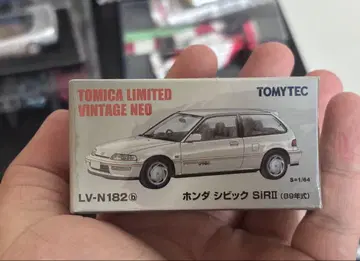 TOMICA LIMITED
VINTAGE NEO
TOMYTEC
S=1/64
LV-N182ⓑ ホンダ シビック SiRⅡ (89年式)